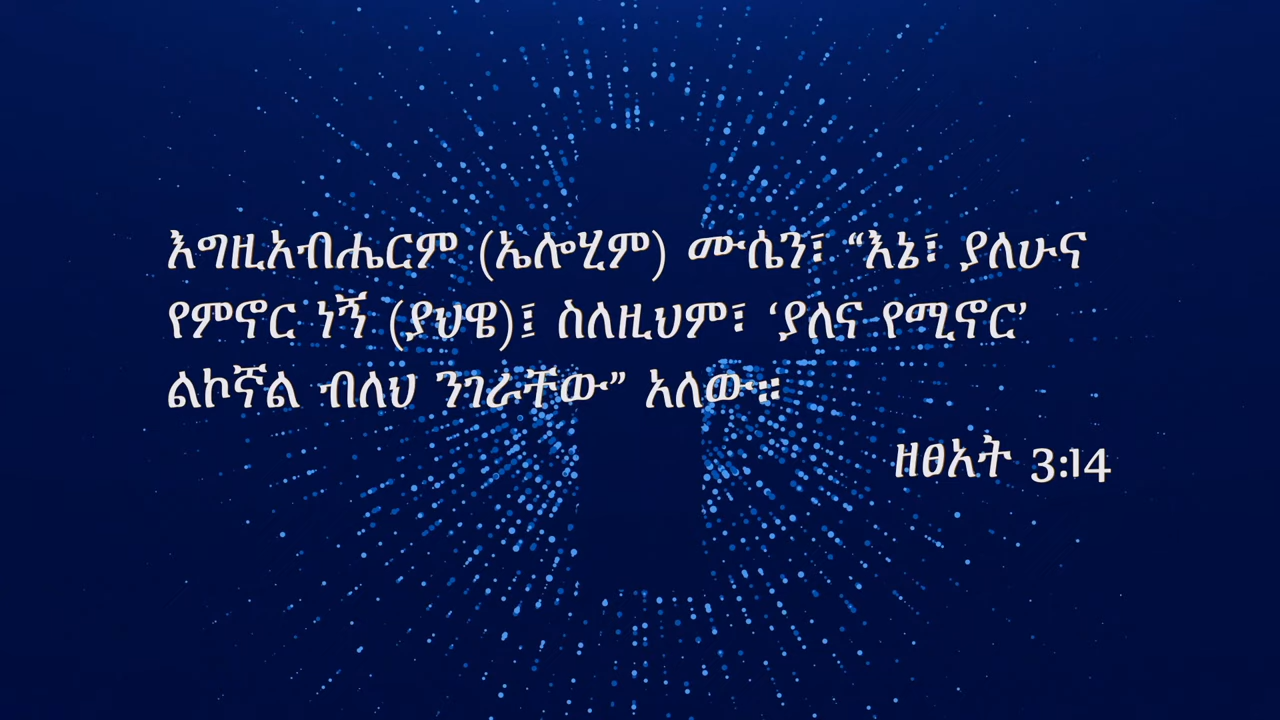 እግዚአብሔርም (ኤሎሂም) ሙሴን፣ “እኔ፣ ያለሁና
የምኖር ነኝ (ያህዌ)፤ ስለዚህም፣ ‘ያለና የሚኖር’
ልኮኛል ብለህ ንገራቸው” አለው።
ዘፀአት 3:14